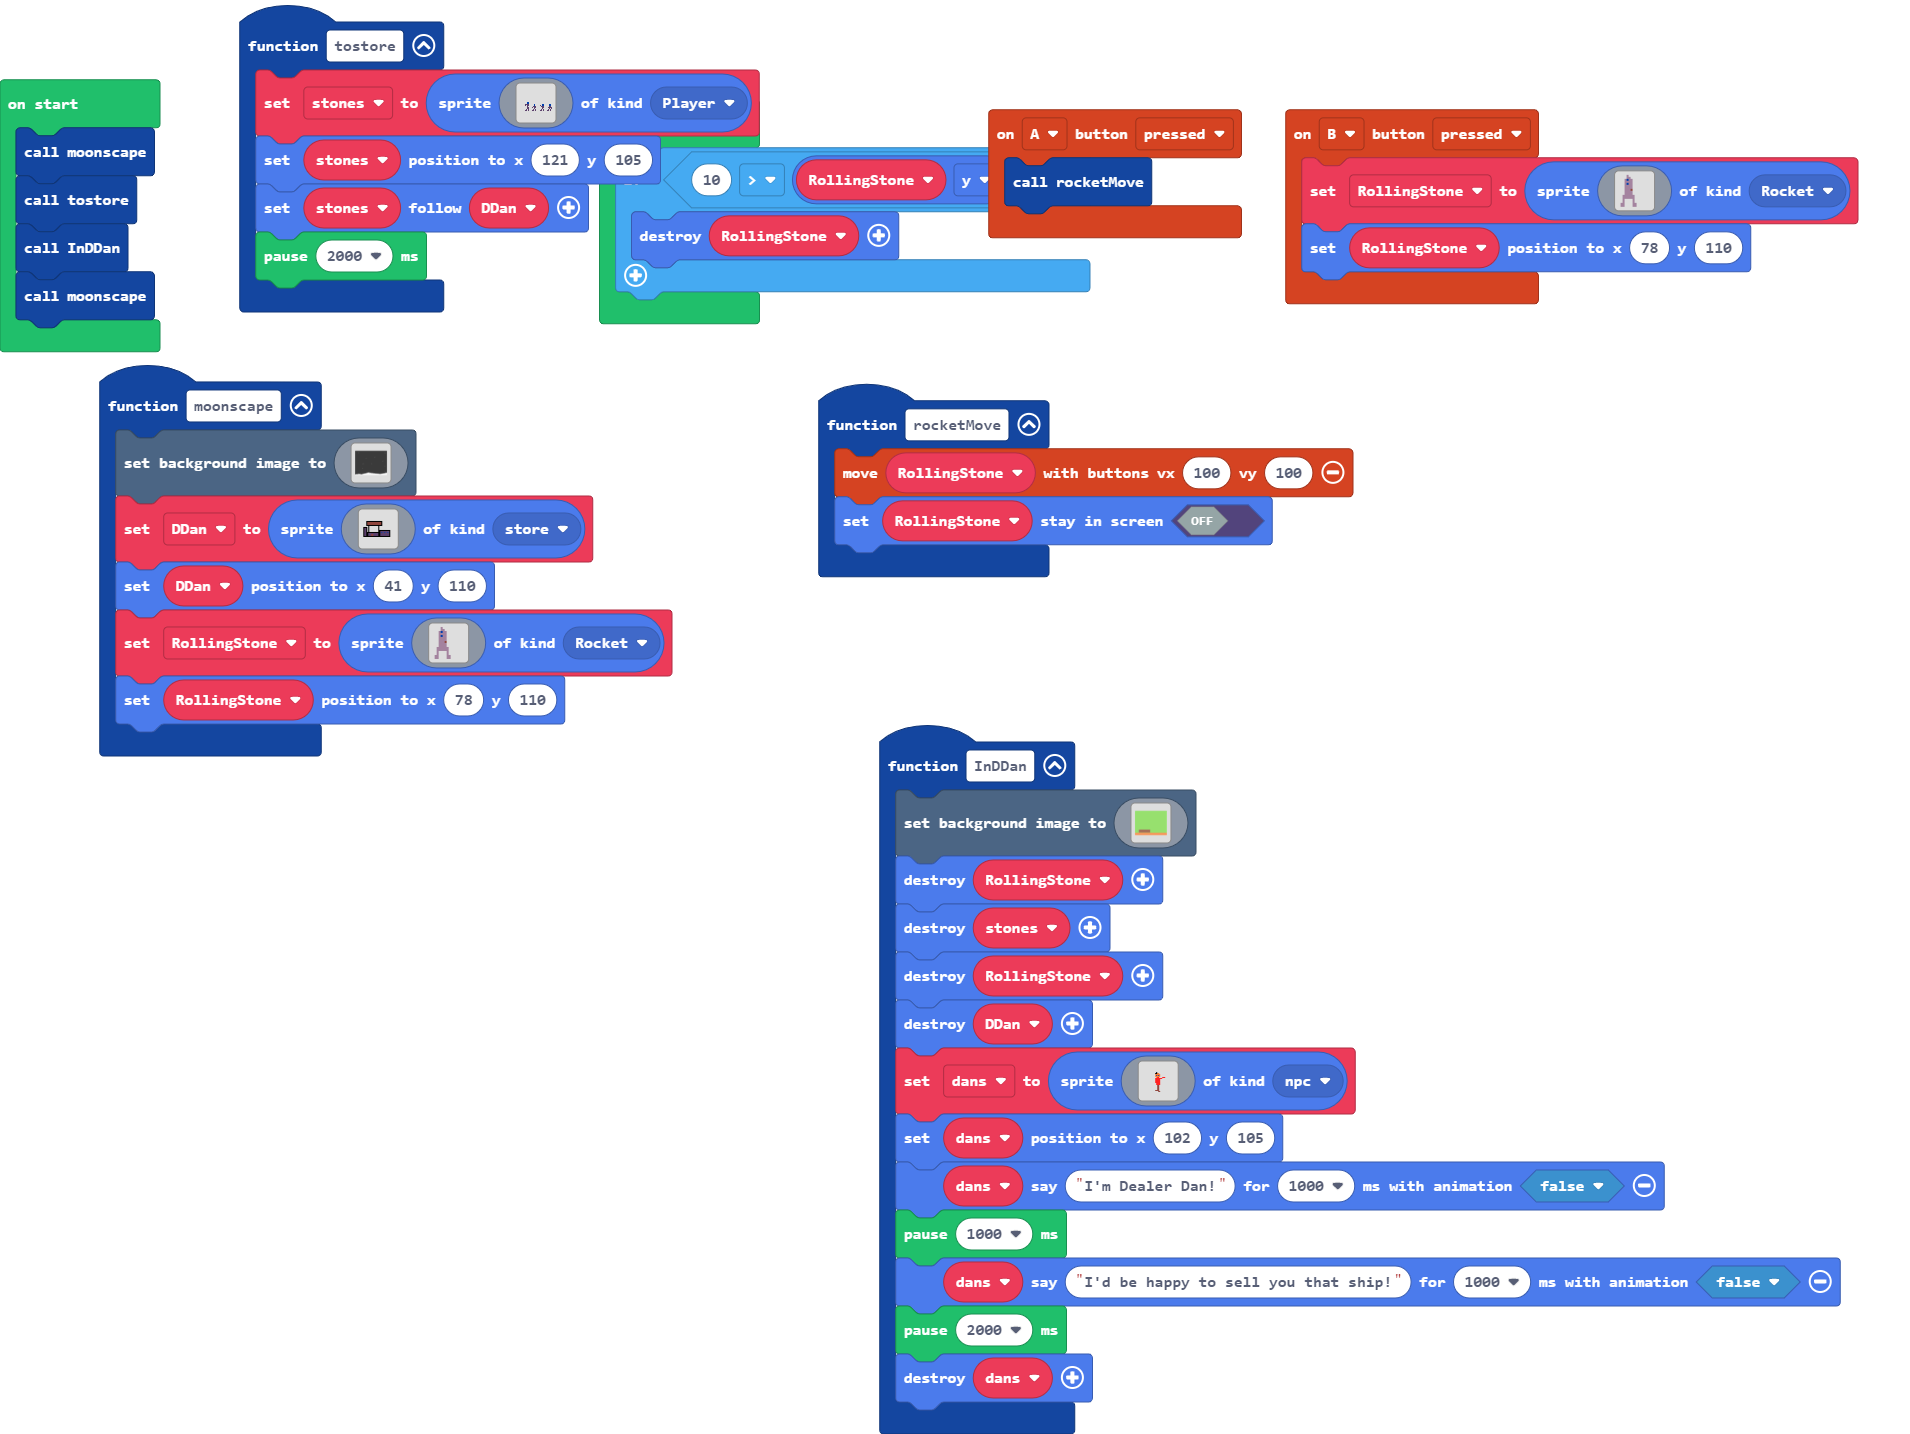 function tostore
set stones to sprite of kind Player
set stones position to x 121 y 105
set stones follow DDan
pause 2000 ms
on start
call moonscape
call tostore
call InDDan
call moonscape
10 > RollingStone y
destroy RollingStone
on A button pressed
call rocketMove
on B button pressed
set RollingStone to sprite of kind Rocket
set RollingStone position to x 78 y 110
function moonscape
set background image to
set DDan to sprite of kind store
set DDan position to x 41 y 110
set RollingStone to sprite of kind Rocket
set RollingStone position to x 78 y 110
function rocketMove
move RollingStone with buttons vx 100 vy 100
set RollingStone stay in screen OFF
function InDDan
set background image to
destroy RollingStone
destroy stones
destroy RollingStone
destroy DDan
set dans to sprite of kind npc
set dans position to x 102 y 105
dans say "I'm Dealer Dan!" for 1000 ms with animation false
pause 1000 ms
dans say "I'd be happy to sell you that ship!" for 1000 ms with animation false
pause 2000 ms
destroy dans